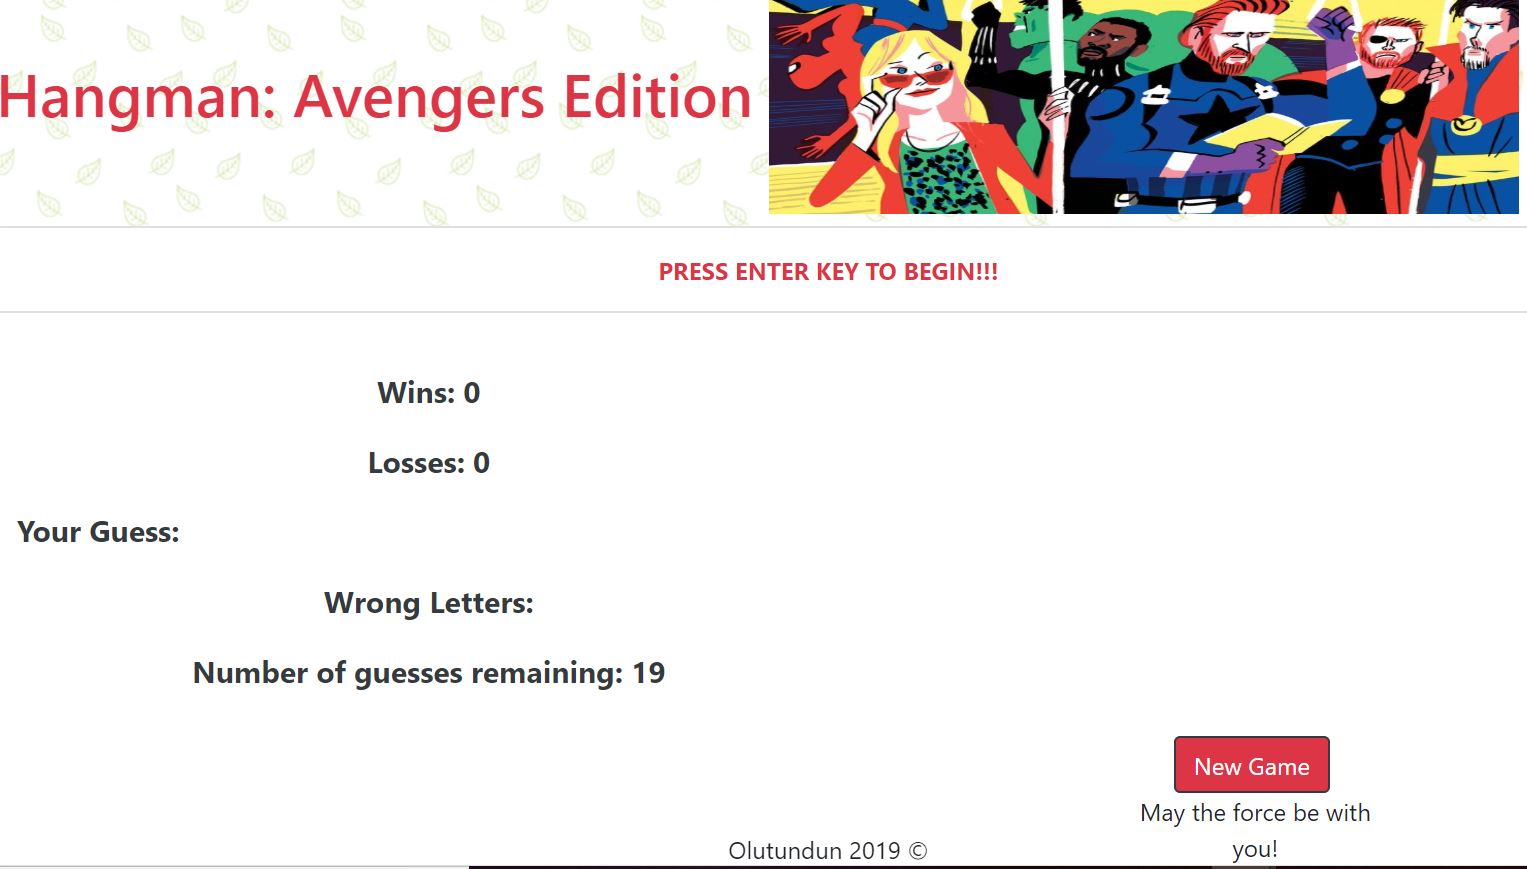 Hangman: Avengers Edition
PRESS ENTER KEY TO BEGIN!!!
Wins: 0
Losses: 0
Your Guess:
Wrong Letters:
Number of guesses remaining: 19
New Game
May the force be with
you!
Olutundun 2019 ©